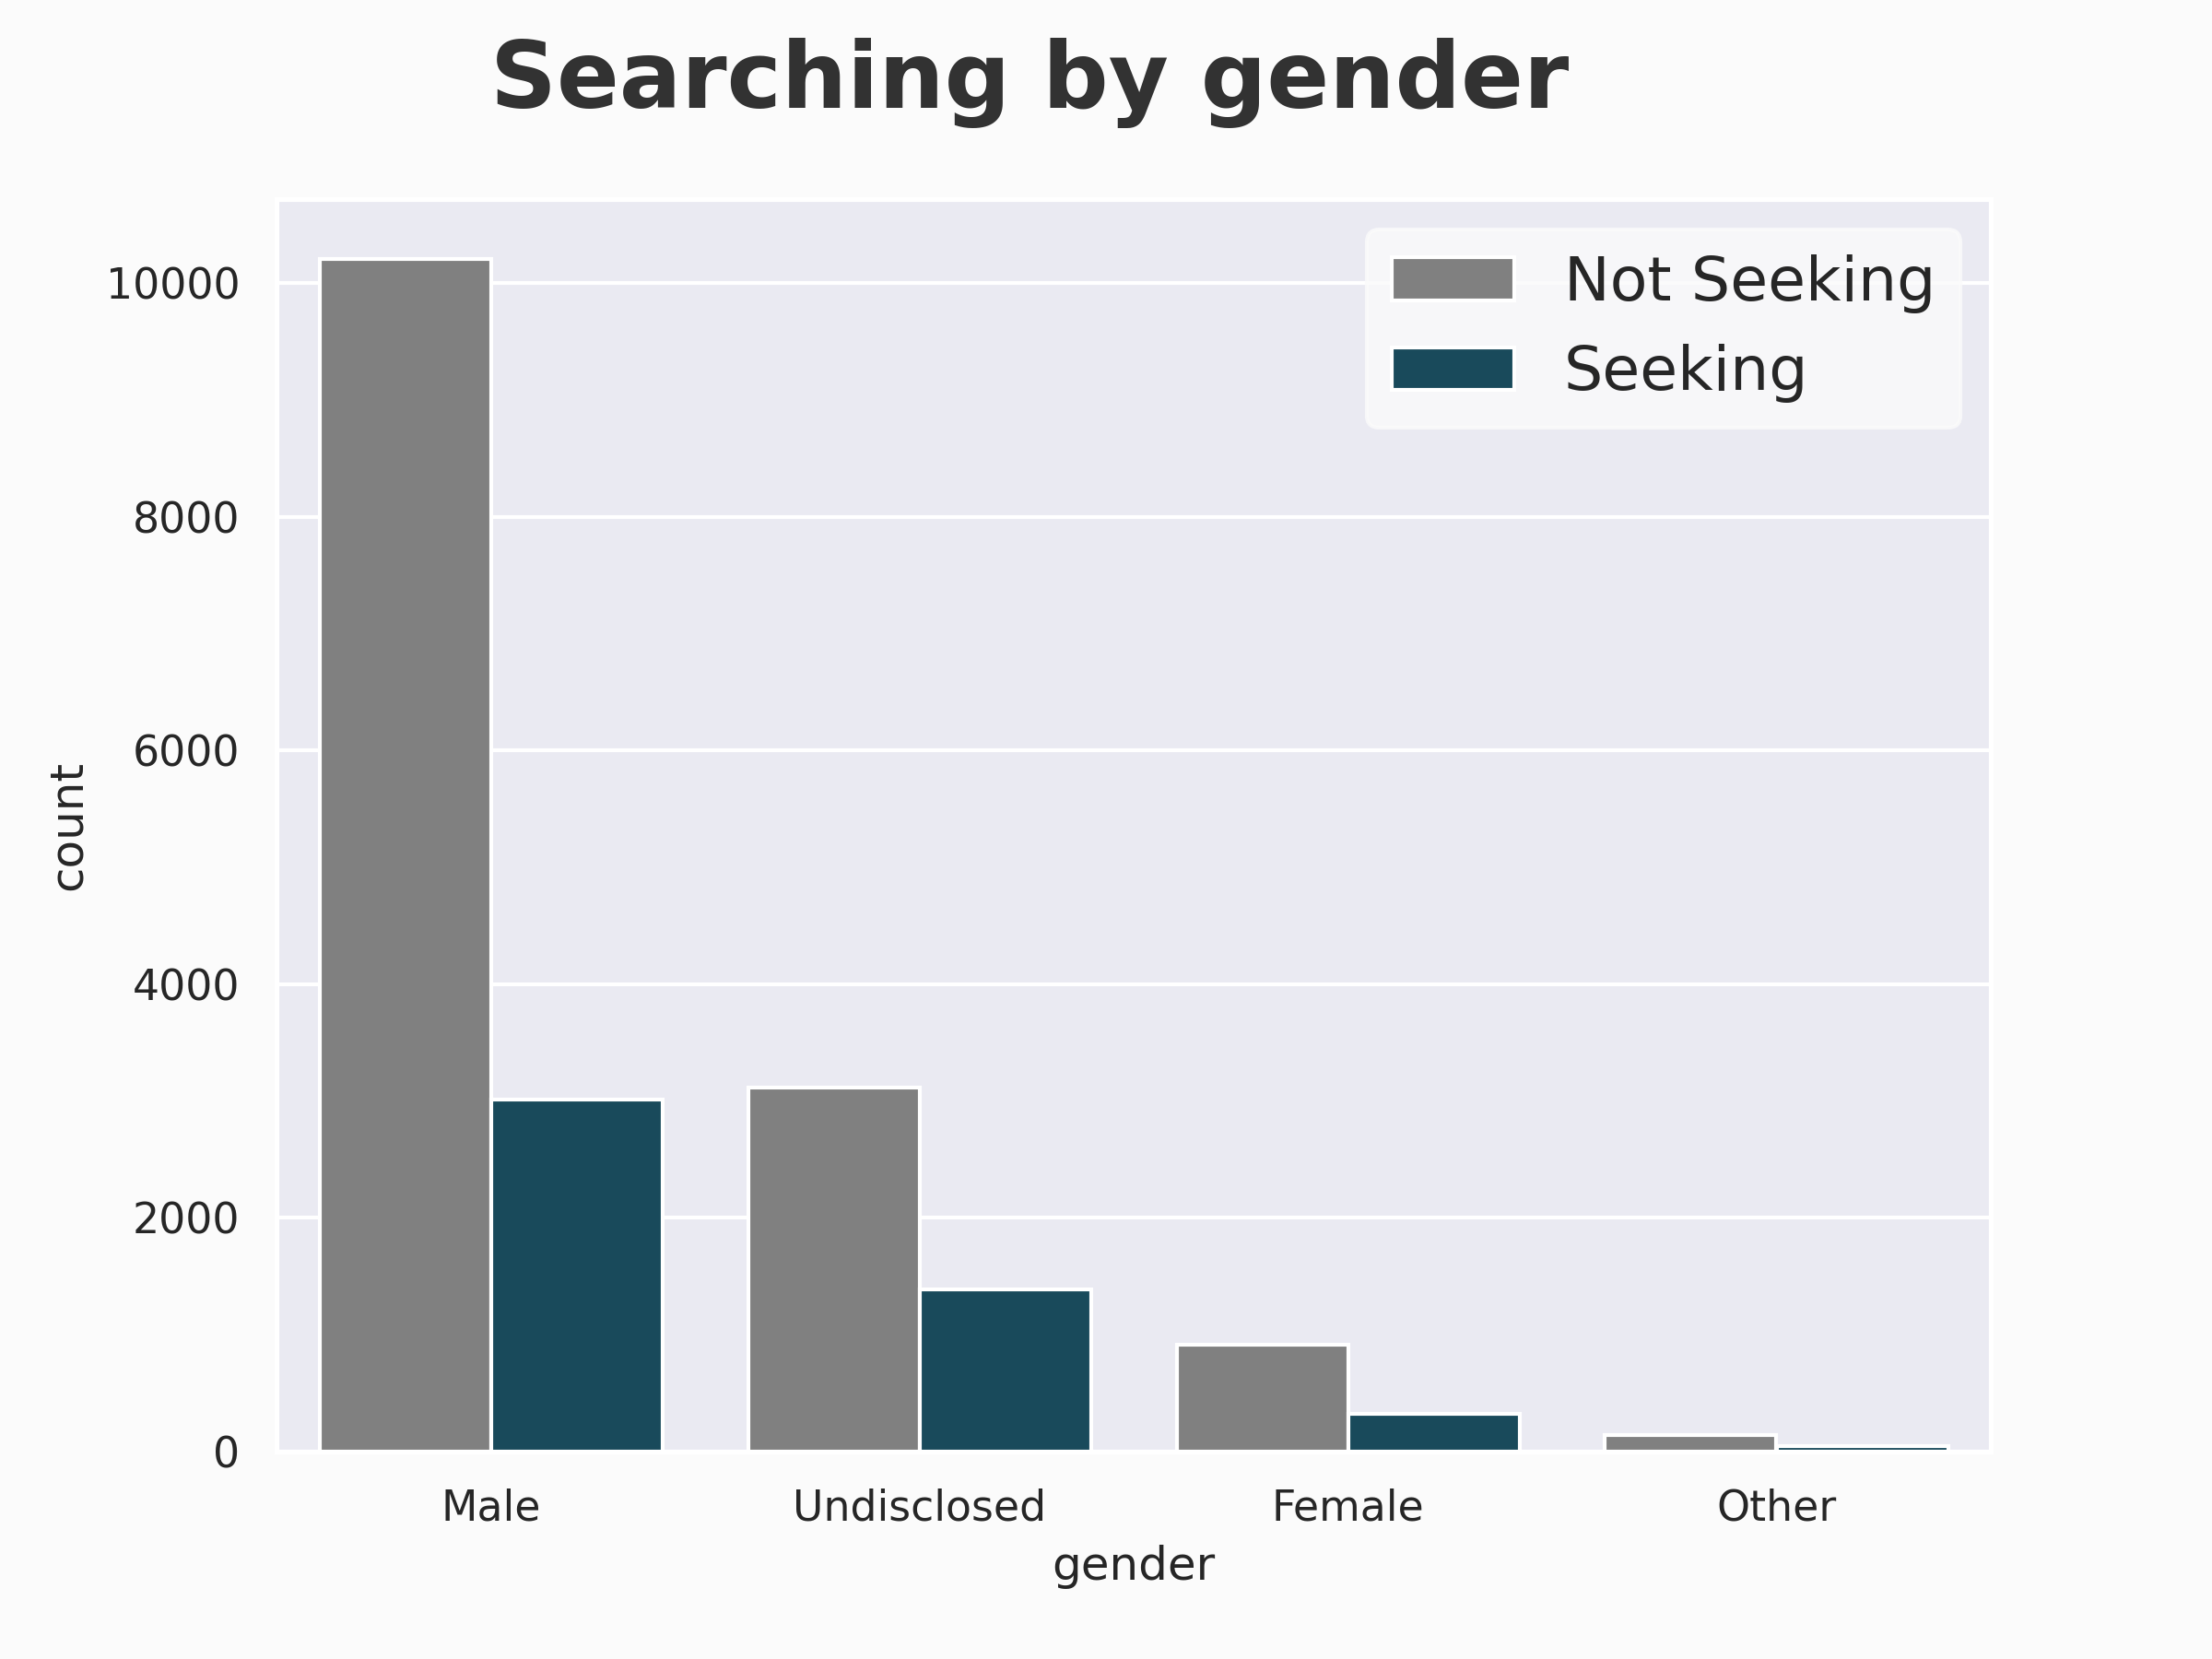 Searching by gender
Not Seeking
Seeking
10000
8000
6000
4000
2000
0
count
Male
Undisclosed
Female
Other
gender